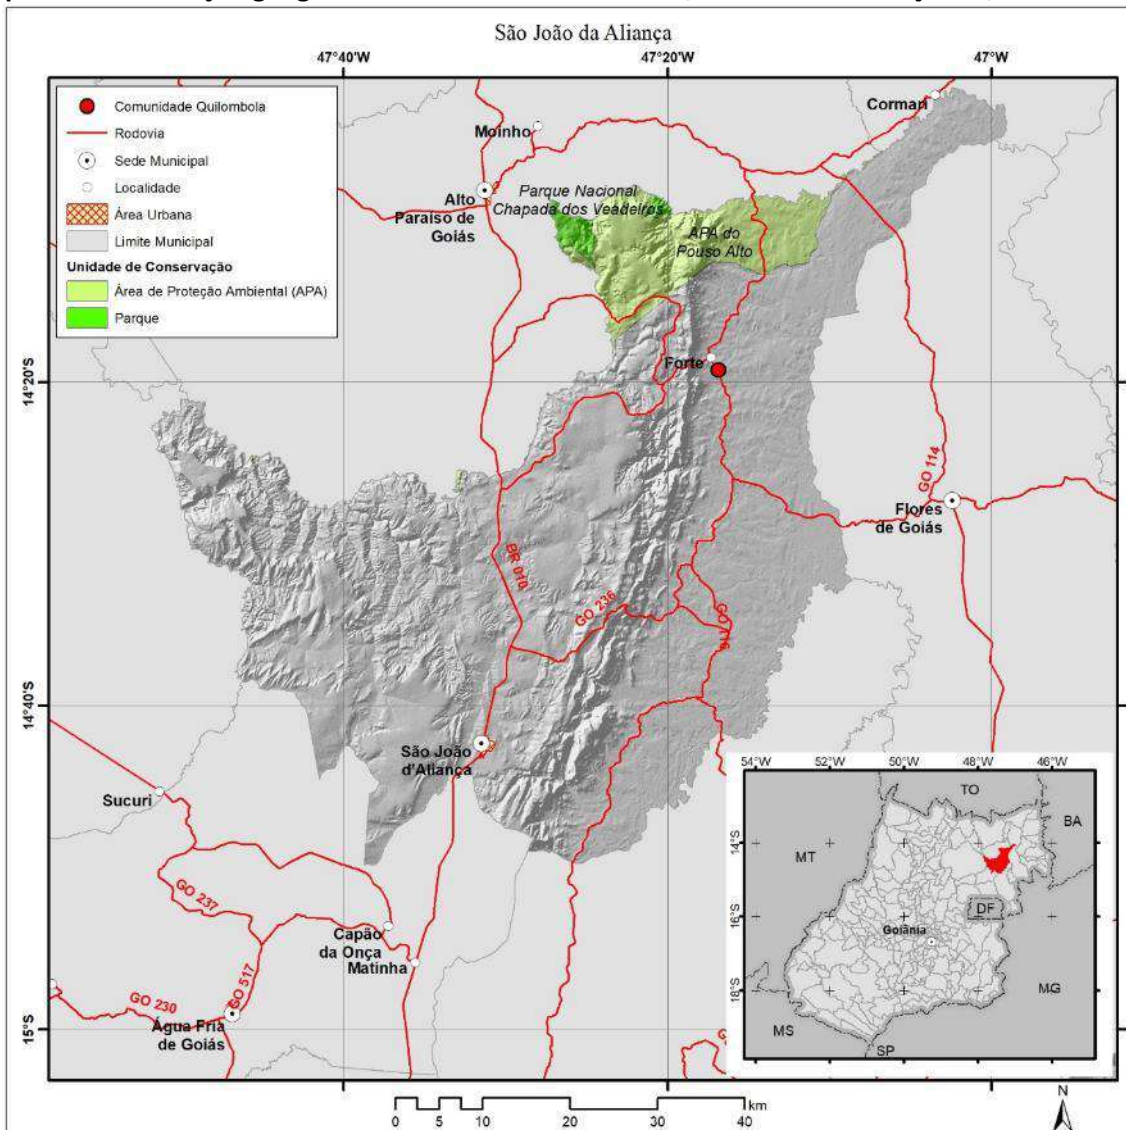 São João da Aliança
47°40'W
47°20'W
47°W
Comunidade Quilombola
Rodovia
Sede Municipal
Localidade
Área Urbana
Limite Municipal
Unidade de Conservação
Área de Proteção Ambiental (APA)
Parque
Cormari
Moinho
Alto
Paraíso de
Goiás
Parque Nacional
Chapada dos Veadeiros
APA do
Pouso Alto
Forte
14°20'S
GO 114
Flores
de Goiás
BR 010
GO 236
GO 116
14°40'S
São João
d'Aliança
Sucuri
GO 237
Capão
da Onça
Matinha
GO 517
GO 230
Água Fria
de Goiás
15°S
54°W
52°W
50°W
48°W
46°W
TO
BA
MT
14°S
DF
16°S
Goiânia
18°S
MG
MS
SP
N
km
0
5
10
20
30
40